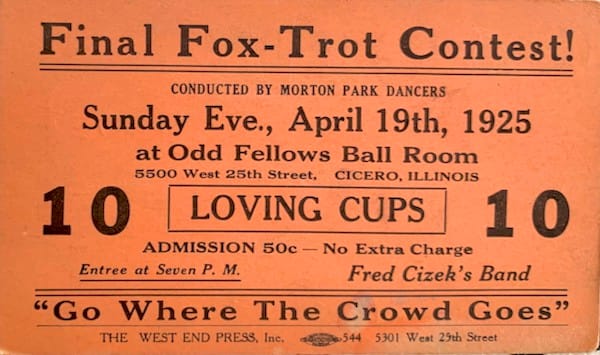 Final Fox-Trot Contest!
CONDUCTED BY MORTON PARK DANCERS
Sunday Eve., April 19th, 1925
at Odd Fellows Ball Room
5500 West 25th Street, CICERO, ILLINOIS
10 LOVING CUPS 10
ADMISSION 50c — No Extra Charge
Entree at Seven P. M. Fred Cizek's Band
"Go Where The Crowd Goes"
THE WEST END PRESS, Inc. 544 5301 West 25th Street